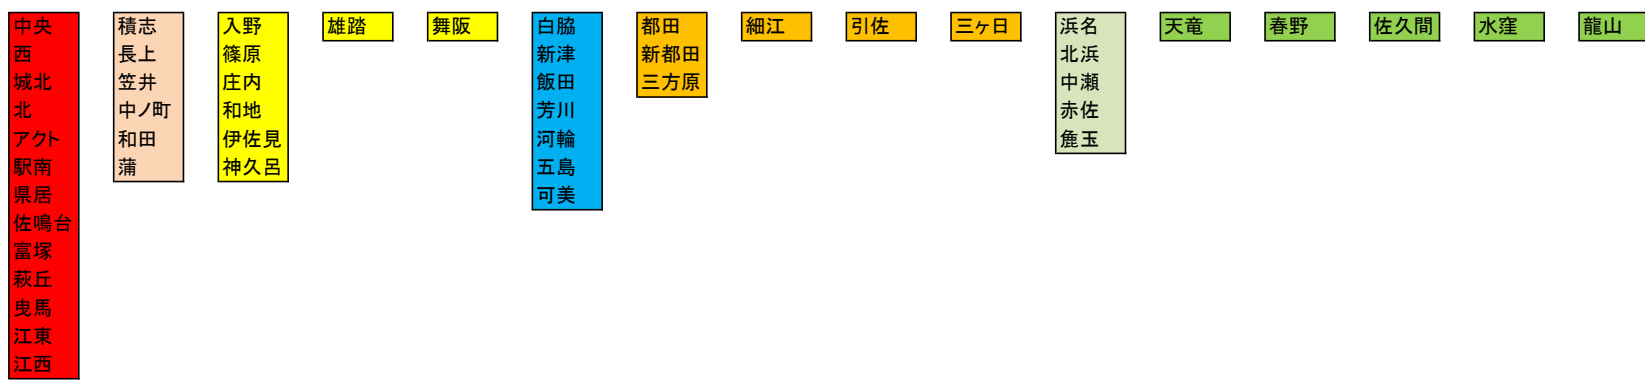 中央
西
城北
北
アクト
駅南
県居
佐鳴台
富塚
萩丘
曳馬
江東
江西
積志
長上
笠井
中ノ町
和田
蒲
入野
篠原
庄内
和地
伊佐見
神久呂
雄踏
舞阪
白脇
新津
飯田
芳川
河輪
五島
可美
都田
新都田
三方原
細江
引佐
三ヶ日
浜名
北浜
中瀬
赤佐
麁玉
天竜
春野
佐久間
水窪
龍山